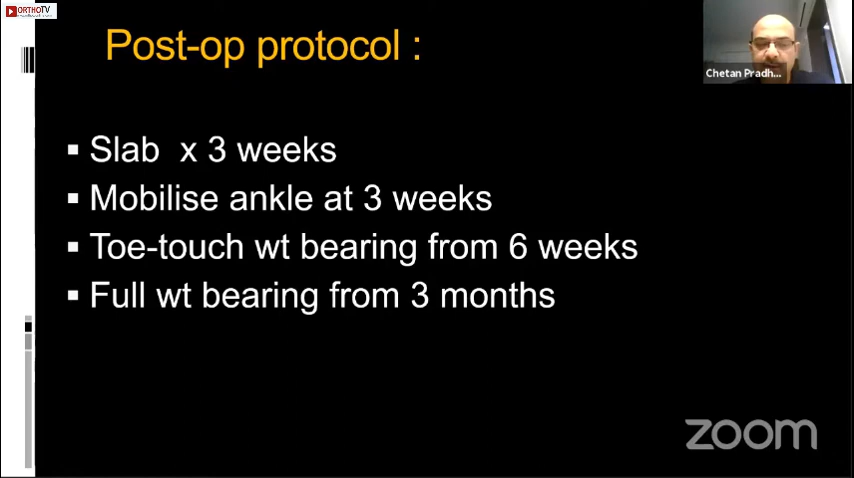 ORTHOTV
Post-op protocol :
Chetan Pradh...
Slab x 3 weeks
Mobilise ankle at 3 weeks
Toe-touch wt bearing from 6 weeks
Full wt bearing from 3 months
zoom